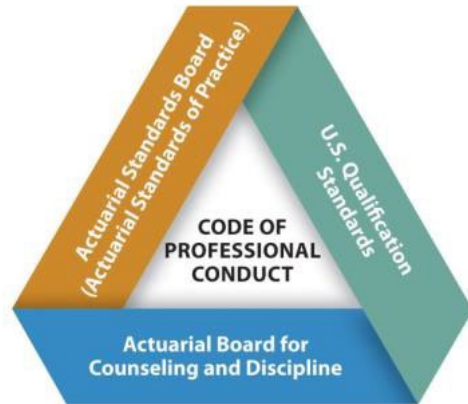 Actuarial Standards Board
(Actuarial Standards of Practice)
U.S. Qualification
Standards
CODE OF
PROFESSIONAL
CONDUCT
Actuarial Board for
Counseling and Discipline